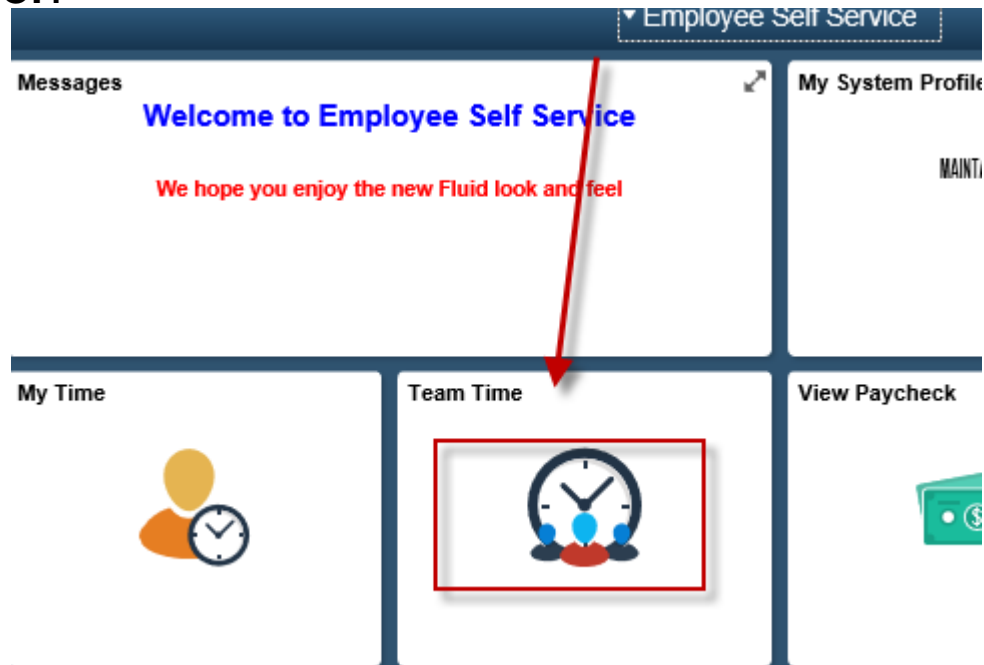 Employee Self Service
Messages
Welcome to Employee Self Service
We hope you enjoy the new Fluid look and feel
My System Profile
My Time
Team Time
View Paycheck
$